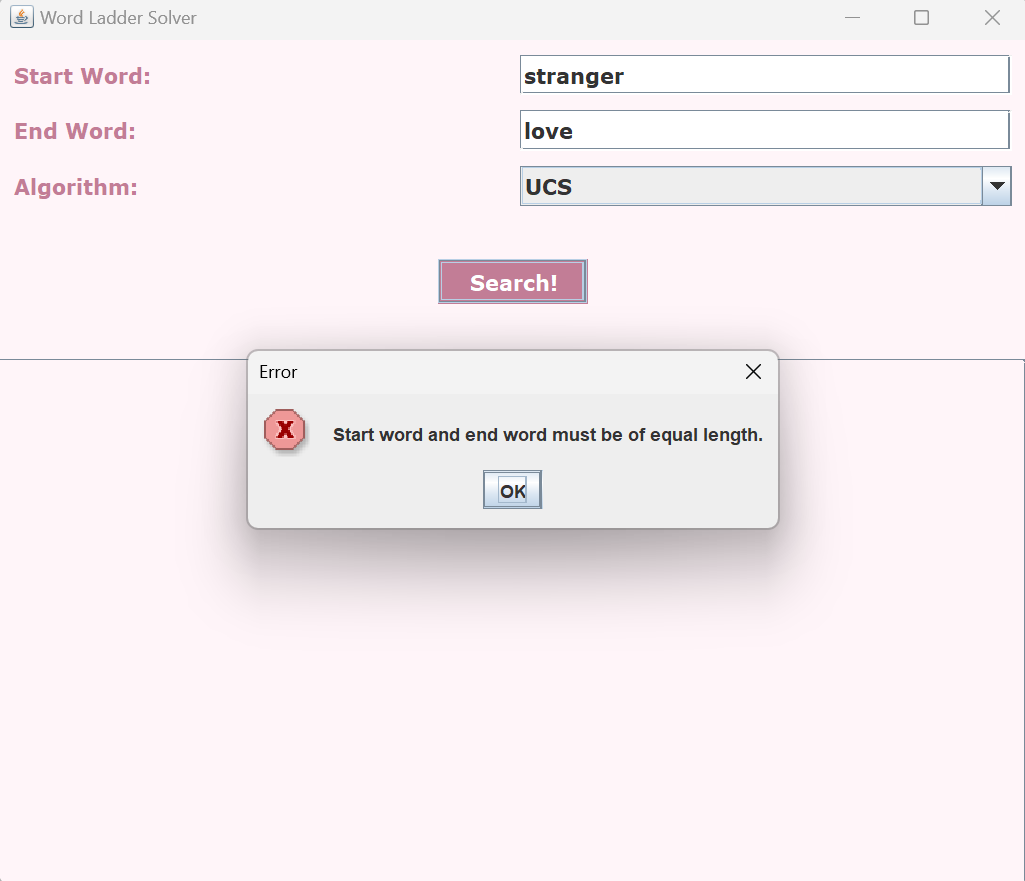 Word Ladder Solver
Start Word: stranger
End Word: love
Algorithm: UCS
Search!
Error
Start word and end word must be of equal length.
OK